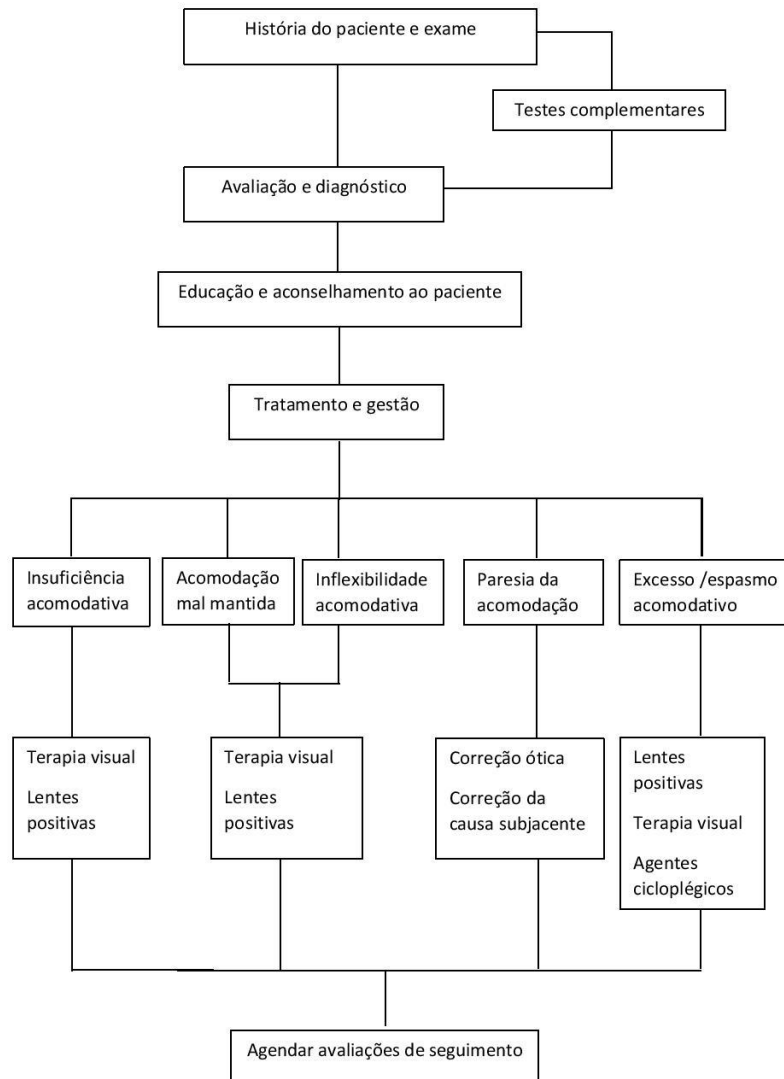 História do paciente e exame
Testes complementares
Avaliação e diagnóstico
Educação e aconselhamento ao paciente
Tratamento e gestão
Insuficiência
acomodativa
Acomodação
mal mantida
Inflexibilidade
acomodativa
Paresia da
acomodação
Excesso /espasmo
acomodativo
Terapia visual
Lentes
positivas
Terapia visual
Lentes
positivas
Correção ótica
Correção da
causa subjacente
Lentes
positivas
Terapia visual
Agentes
cicloplégicos
Agendar avaliações de seguimento